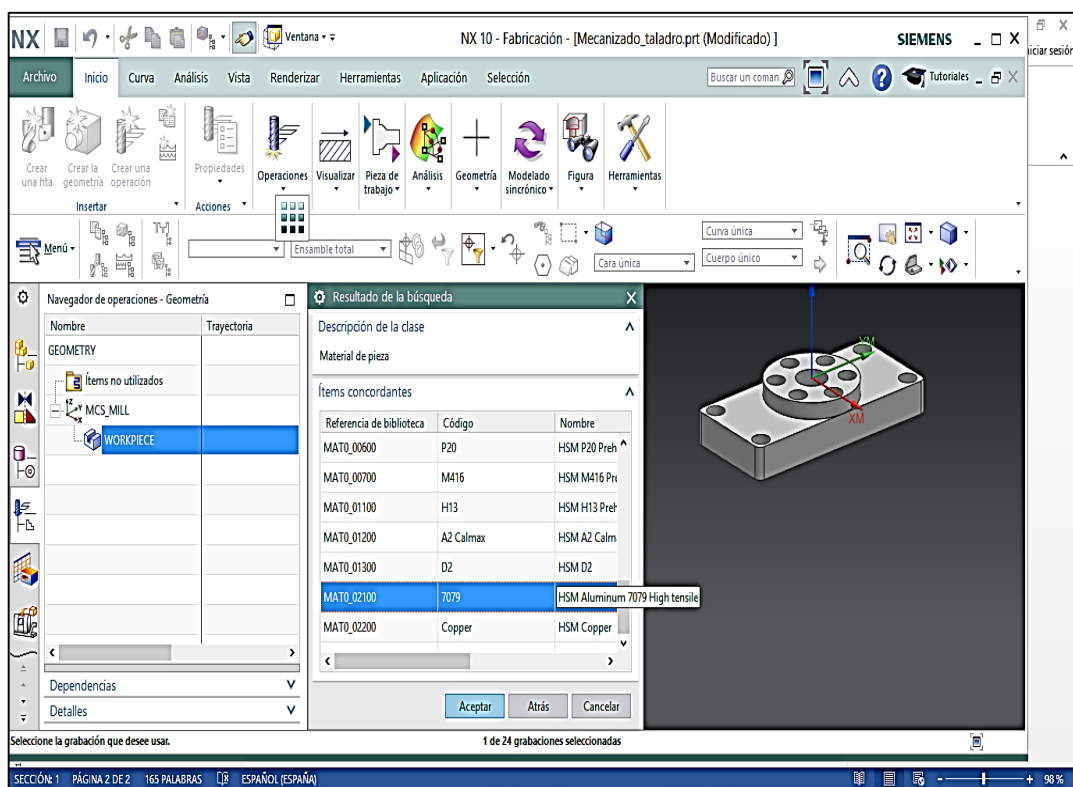 NX
Ventana
NX 10 - Fabricación - [Mecanizado_taladro.prt (Modificado) ]
SIEMENS
iciar sesión
Archivo
Inicio
Curva
Análisis
Vista
Renderizar
Herramientas
Aplicación
Selección
Buscar un coman
Tutoriales
Crear una hta
Crear la geometría
Crear una operación
Propiedades
Operaciones
Visualizar
Pieza de trabajo
Análisis
Geometría
Modelado sincrónico
Figura
Herramientas
Insertar
Acciones
Menú
Ensamble total
Cara única
Curva única
Cuerpo único
Navegador de operaciones - Geometría
Nombre
Trayectoria
GEOMETRY
Ítems no utilizados
MCS_MILL
WORKPIECE
Dependencias
Detalles
Resultado de la búsqueda
Descripción de la clase
Material de pieza
Ítems concordantes
Referencia de biblioteca Código Nombre
MAT0_00600 P20 HSM P20 Preh
MAT0_00700 M416 HSM M416 Pre
MAT0_01100 H13 HSM H13 Preh
MAT0_01200 A2 Calmax HSM A2 Calm
MAT0_01300 D2 HSM D2
MAT0_02100 7079 HSM Aluminum 7079 High tensile
MAT0_02200 Copper HSM Copper
Aceptar
Atrás
Cancelar
YM
XM
Seleccione la grabación que desee usar.
1 de 24 grabaciones seleccionadas
SECCIÓN: 1 PÁGINA 2 DE 2 165 PALABRAS ESPAÑOL (ESPAÑA)
98 %